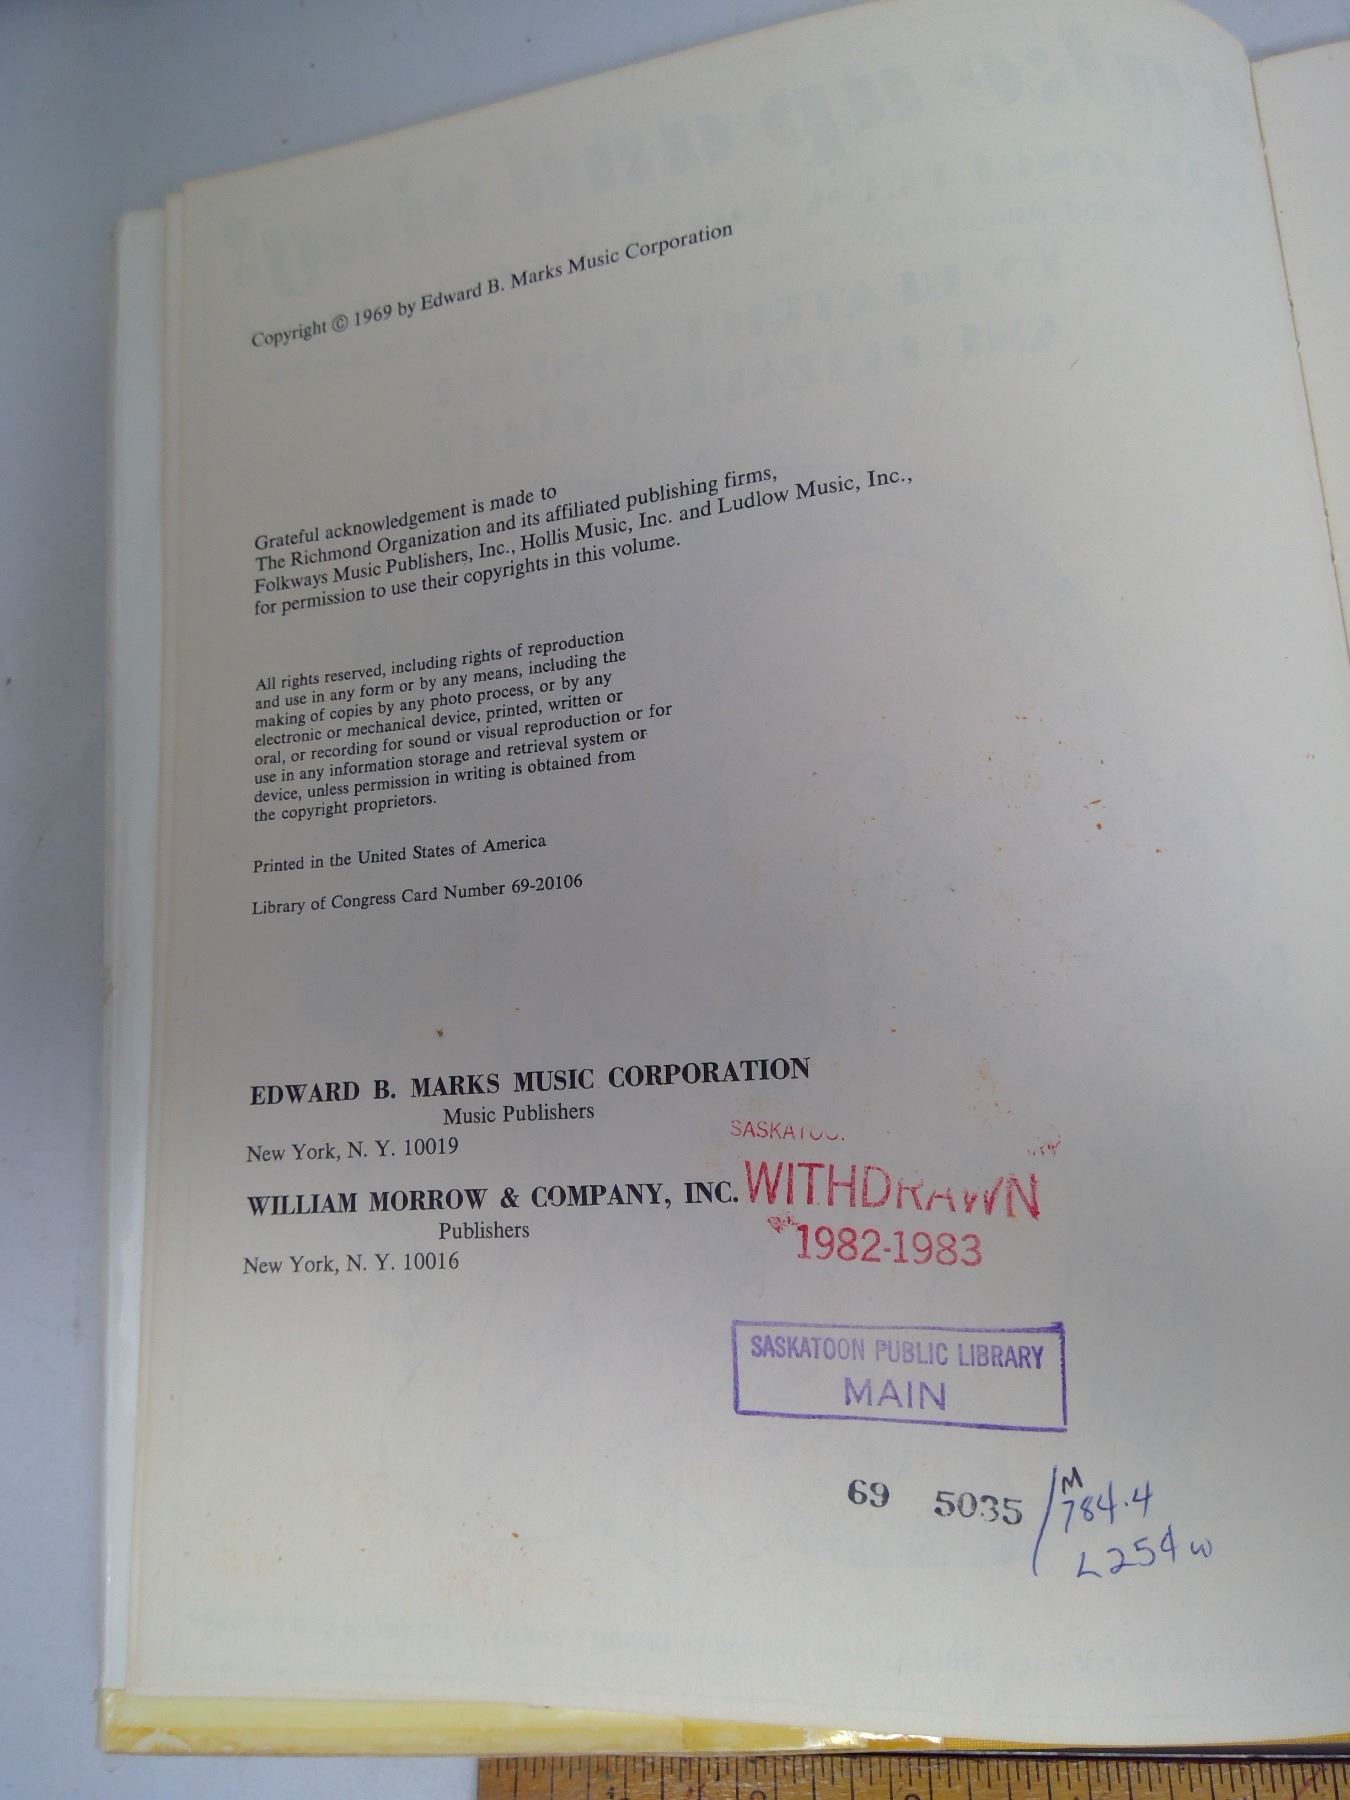 Copyright © 1969 by Edward B. Marks Music Corporation
Grateful acknowledgement is made to
The Richmond Organization and its affiliated publishing firms,
Folkways Music Publishers, Inc., Hollis Music, Inc. and Ludlow Music, Inc.,
for permission to use their copyrights in this volume.
All rights reserved, including rights of reproduction
and use in any form or by any means, including the
making of copies by any photo process, or by any
electronic or mechanical device, printed, written or
oral, or recording for sound or visual reproduction or for
use in any information storage and retrieval system or
device, unless permission in writing is obtained from
the copyright proprietors.
Printed in the United States of America
Library of Congress Card Number 69-20106
EDWARD B. MARKS MUSIC CORPORATION
Music Publishers
New York, N. Y. 10019
WILLIAM MORROW & COMPANY, INC.
Publishers
New York, N. Y. 10016
WITHDRAWN
1982-1983
SASKATOON PUBLIC LIBRARY
MAIN
69 5035 / M
784.4
L254w